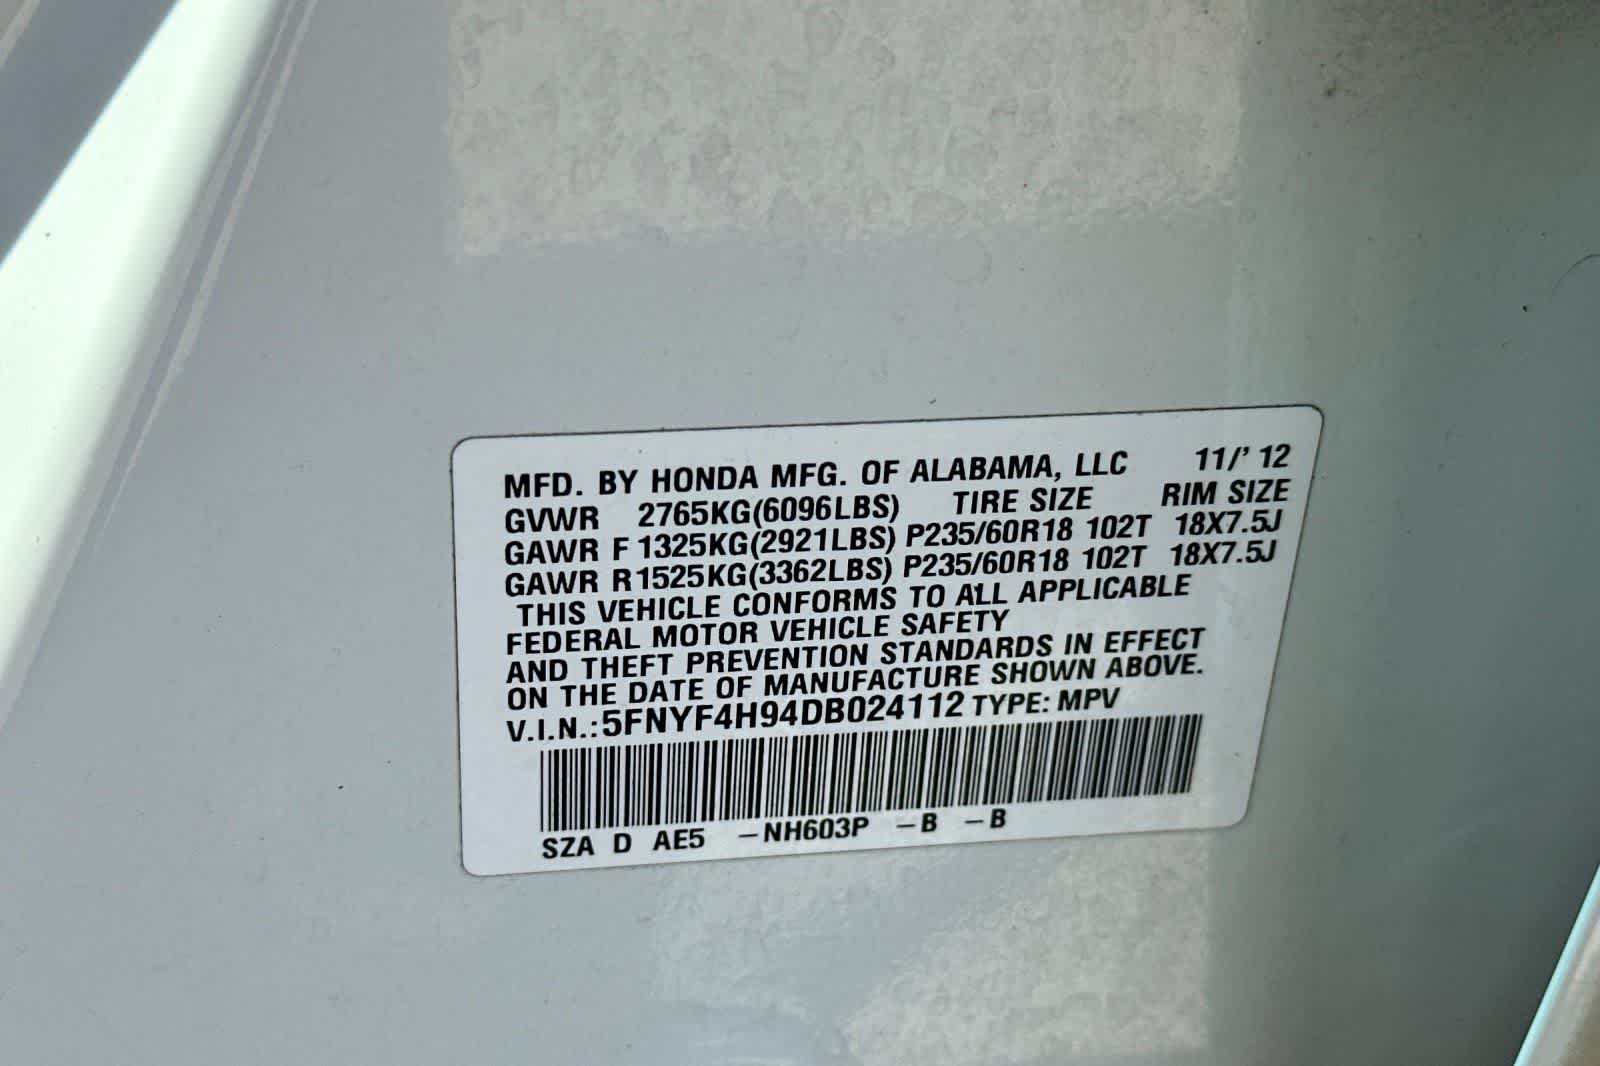 MFD. BY HONDA MFG. OF ALABAMA, LLC 11/' 12
GVWR 2765KG(6096LBS) TIRE SIZE RIM SIZE
GAWR F 1325KG(2921LBS) P235/60R18 102T 18X7.5J
GAWR R1525KG(3362LBS) P235/60R18 102T 18X7.5J
THIS VEHICLE CONFORMS TO ALL APPLICABLE
FEDERAL MOTOR VEHICLE SAFETY
AND THEFT PREVENTION STANDARDS IN EFFECT
ON THE DATE OF MANUFACTURE SHOWN ABOVE.
V.I.N.:5FNYF4H94DB024112 TYPE: MPV
SZA D AE5 –NH603P –B –B